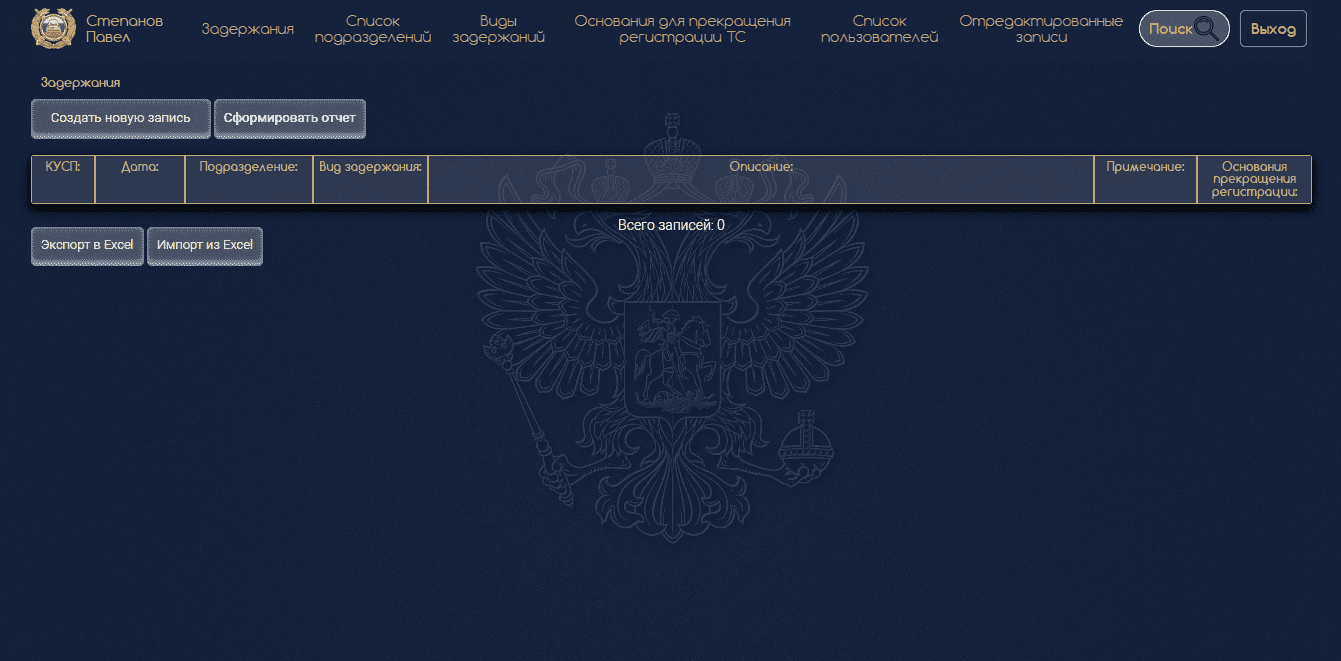 Степанов
Павел
Задержания
Список
подразделений
Виды
задержаний
Основания для прекращения
регистрации ТС
Список
пользователей
Отредактированные
записи
Поиск
Выход
Задержания
Создать новую запись
Сформировать отчет
КУСП:
Дата:
Подразделение:
Вид задержания:
Описание:
Примечание:
Основания
прекращения
регистрации:
Всего записей: 0
Экспорт в Excel
Импорт из Excel